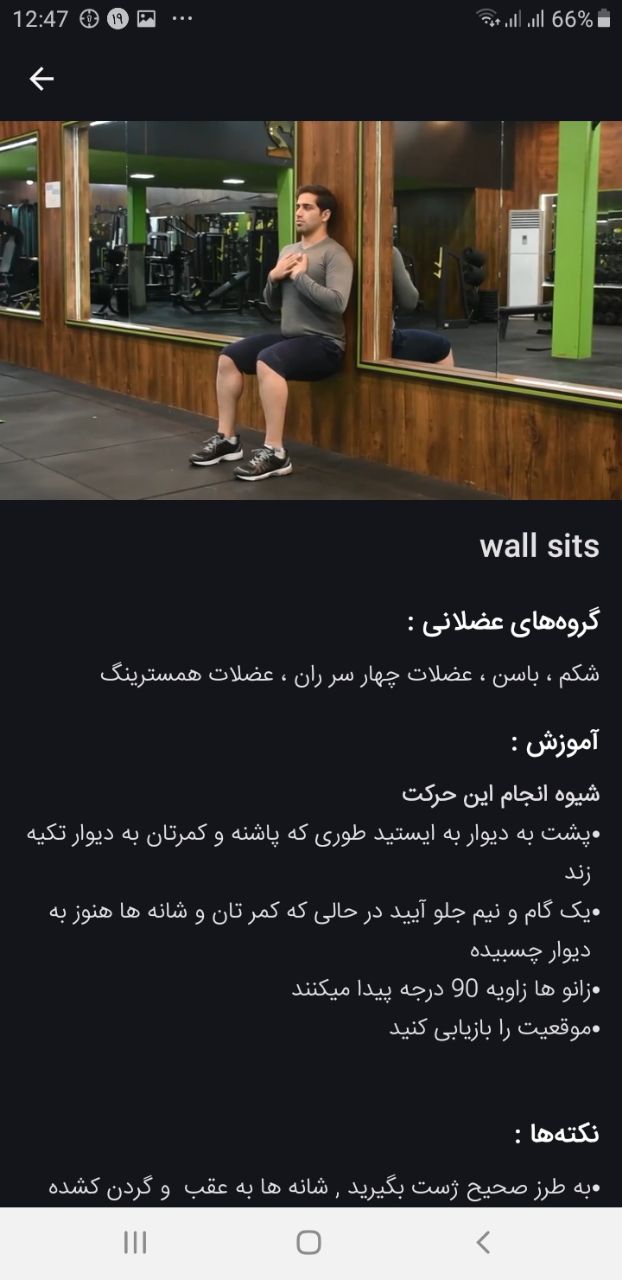 12:47 ۱۹ ... 66%
wall sits
گروه‌های عضلانی :
شکم ، باسن ، عضلات چهار سر ران ، عضلات همسترینگ
آموزش :
شیوه انجام این حرکت
•پشت به دیوار به ایستید طوری که پاشنه و کمرتان به دیوار تکیه
زند
•یک گام و نیم جلو آیید در حالی که کمر تان و شانه ها هنوز به
دیوار چسبیده
•زانو ها زاویه 90 درجه پیدا میکنند
•موقعیت را بازیابی کنید
نکته‌ها :
•به طرز صحیح ژست بگیرید , شانه ها به عقب و گردن کشده